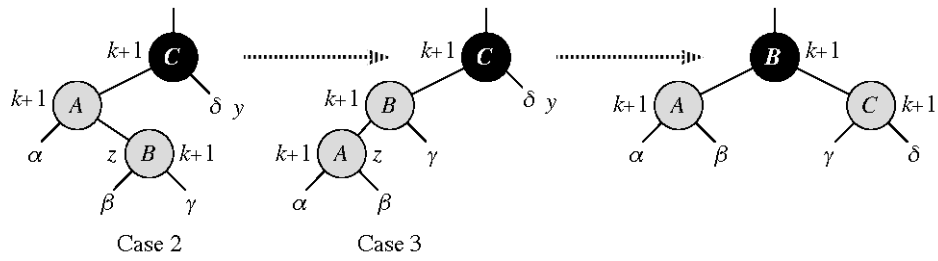 k+1 C k+1 C B k+1
k+1 A δ y k+1 B δ y k+1 A C k+1
α z B k+1 k+1 A z γ α β γ δ
β γ α β
Case 2 Case 3